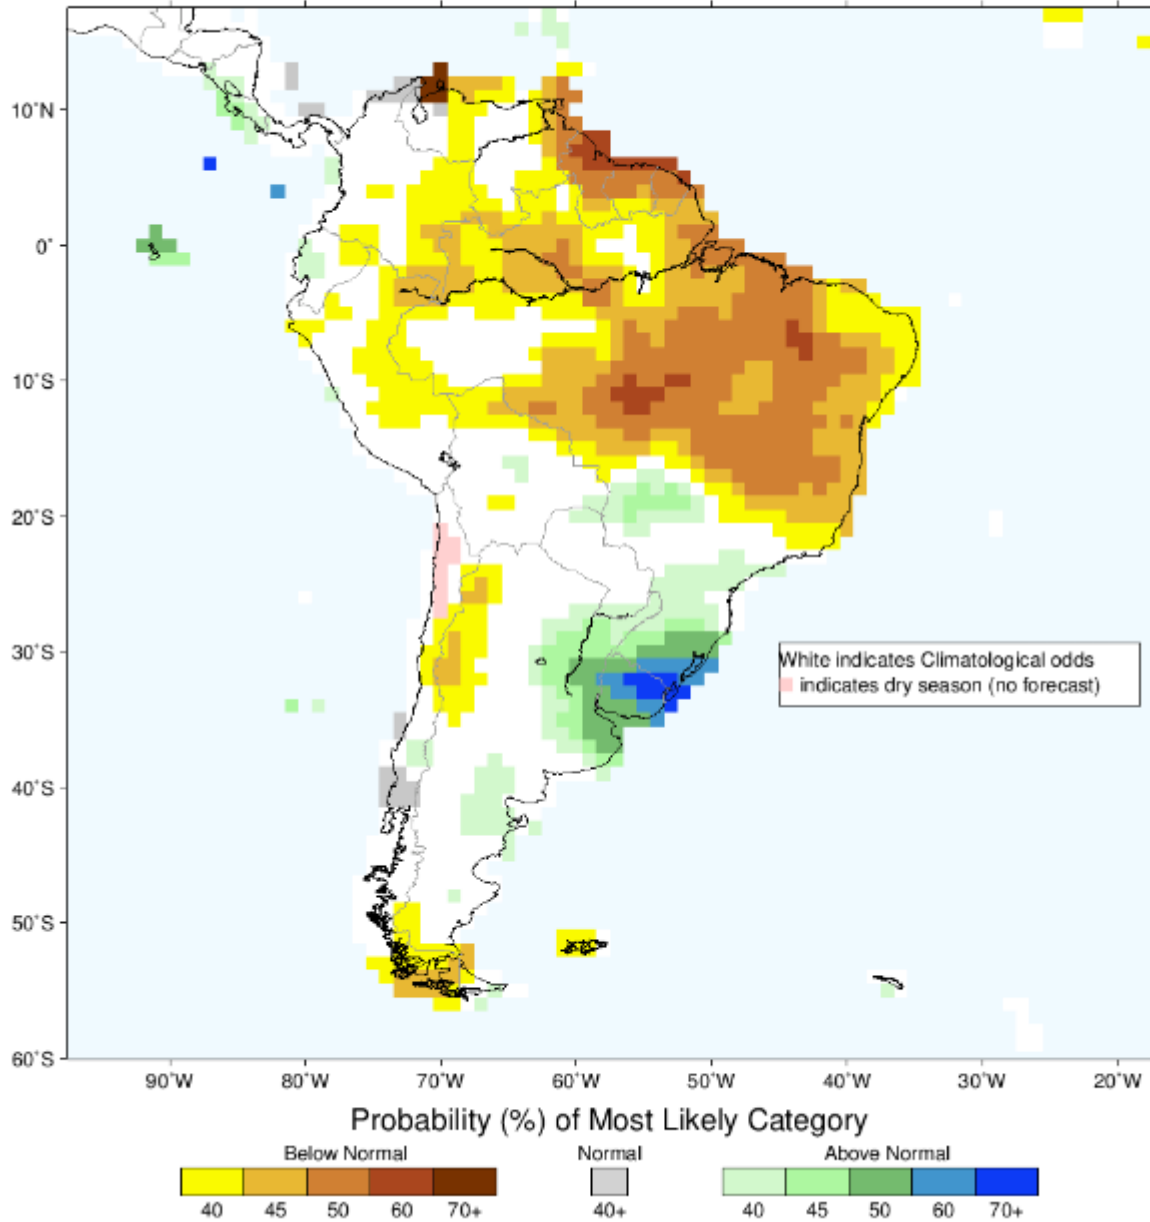 10˚N
0˚
10˚S
20˚S
30˚S
40˚S
50˚S
60˚S
White indicates Climatological odds
indicates dry season (no forecast)
90˚W 80˚W 70˚W 60˚W 50˚W 40˚W 30˚W 20˚W
Probability (%) of Most Likely Category
Below Normal Normal Above Normal
40 45 50 60 70+ 40+ 40 45 50 60 70+